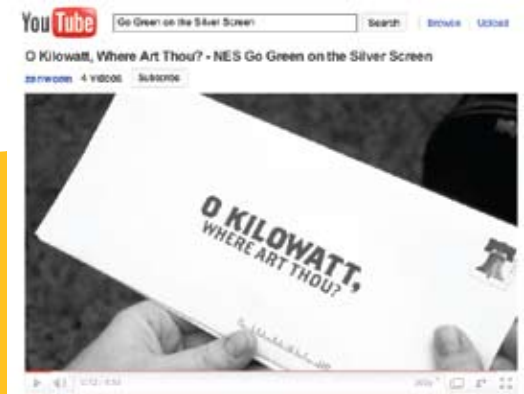 You Tube
Go Green on the Silver Screen Search Browse Upload
O Kilowatt, Where Art Thou? - NES Go Green on the Silver Screen
4 videos Subscribe
O KILOWATT,
WHERE ART THOU?